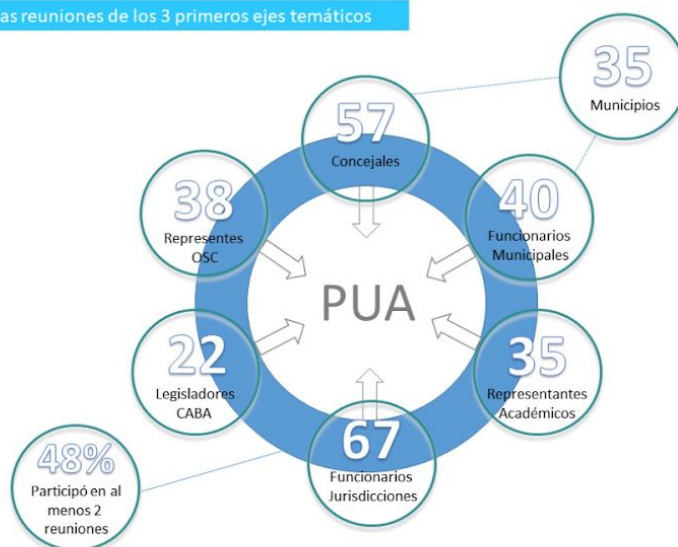 as reuniones de los 3 primeros ejes temáticos
35
Municipios
57
Concejales
38
Representes
OSC
40
Funcionarios
Municipales
PUA
22
Legisladores
CABA
35
Representantes
Académicos
67
Funcionarios
Jurisdicciones
48%
Participó en al
menos 2
reuniones